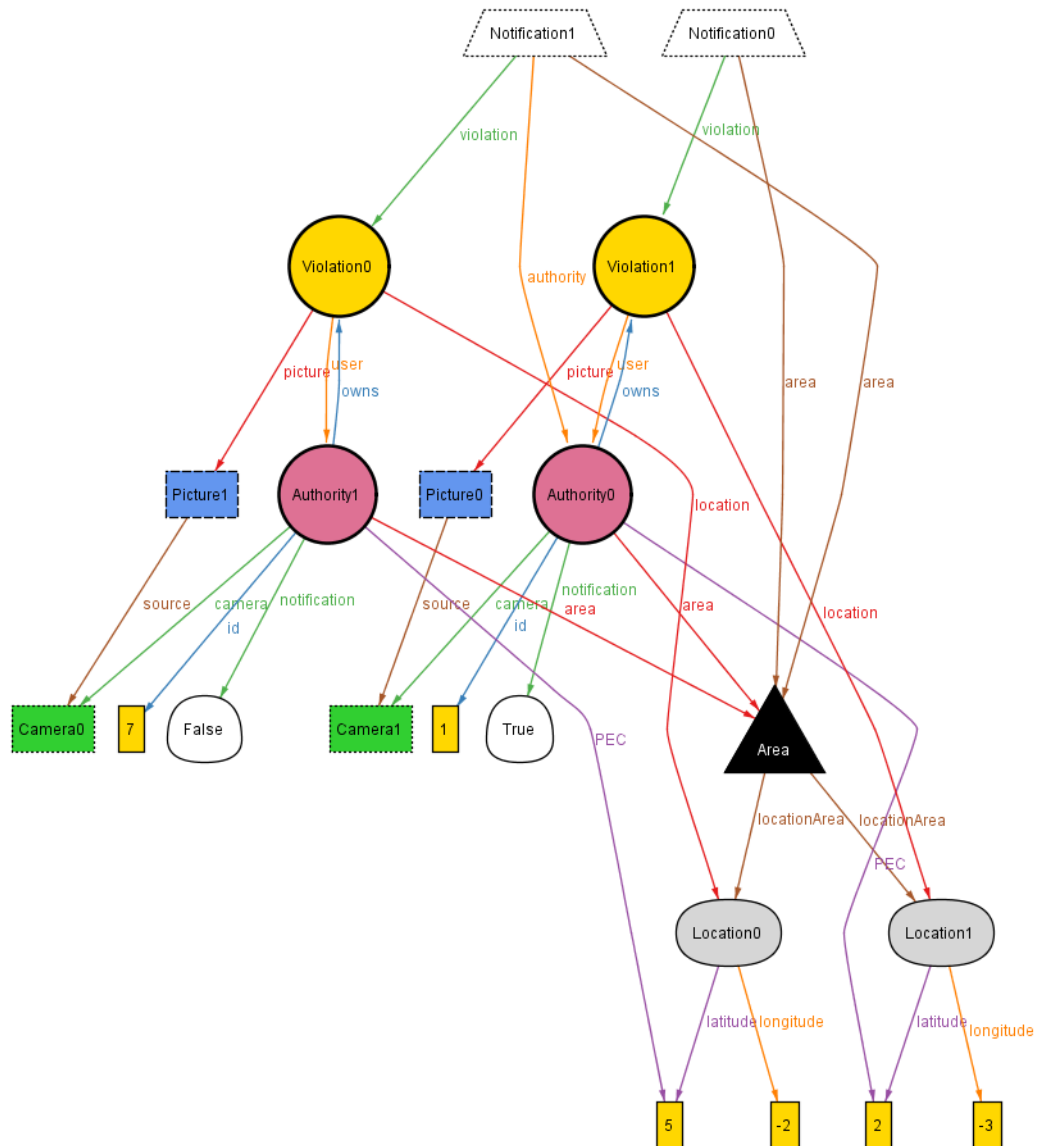 Notification1
Notification0
violation
violation
Violation0
authority
Violation1
picture
user
owns
picture
user
owns
area
area
Picture1
Authority1
Picture0
Authority0
location
location
source
camera
id
notification
source
camera
id
notification
area
area
Camera0
7
False
Camera1
1
True
PEC
Area
locationArea
locationArea
PEC
Location0
Location1
latitude
longitude
latitude
longitude
5
-2
2
-3